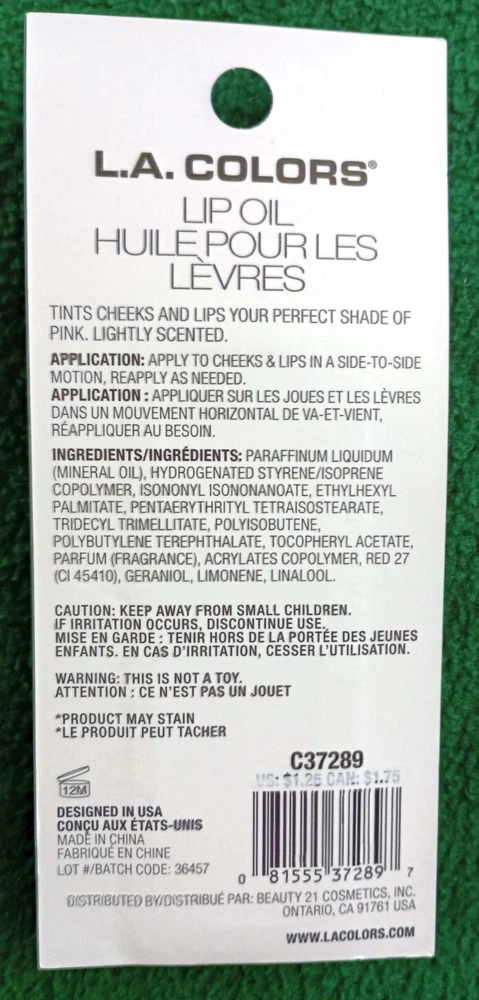 L.A. COLORS®
LIP OIL
HUILE POUR LES
LÈVRES
TINTS CHEEKS AND LIPS YOUR PERFECT SHADE OF
PINK. LIGHTLY SCENTED.
APPLICATION: APPLY TO CHEEKS & LIPS IN A SIDE-TO-SIDE
MOTION, REAPPLY AS NEEDED.
APPLICATION : APPLIQUER SUR LES JOUES ET LES LÈVRES
DANS UN MOUVEMENT HORIZONTAL DE VA-ET-VIENT,
RÉAPPLIQUER AU BESOIN.
INGREDIENTS/INGRÉDIENTS: PARAFFINUM LIQUIDUM
(MINERAL OIL), HYDROGENATED STYRENE/ISOPRENE
COPOLYMER, ISONONYL ISONONANOATE, ETHYLHEXYL
PALMITATE, PENTAERYTHRITYL TETRAISOSTEARATE,
TRIDECYL TRIMELLITATE, POLYISOBUTENE,
POLYBUTYLENE TEREPHTHALATE, TOCOPHERYL ACETATE,
PARFUM (FRAGRANCE), ACRYLATES COPOLYMER, RED 27
(CI 45410), GERANIOL, LIMONENE, LINALOOL.
CAUTION: KEEP AWAY FROM SMALL CHILDREN.
IF IRRITATION OCCURS, DISCONTINUE USE.
MISE EN GARDE : TENIR HORS DE LA PORTÉE DES JEUNES
ENFANTS. EN CAS D'IRRITATION, CESSER L'UTILISATION.
WARNING: THIS IS NOT A TOY.
ATTENTION : CE N'EST PAS UN JOUET
*PRODUCT MAY STAIN
*LE PRODUIT PEUT TACHER
C37289
US: $1.25 CAN: $1.75
12M
DESIGNED IN USA
CONÇU AUX ÉTATS-UNIS
MADE IN CHINA
FABRIQUÉ EN CHINE
LOT #/BATCH CODE: 36457
0 81555 37289 7
DISTRIBUTED BY/DISTRIBUÉ PAR: BEAUTY 21 COSMETICS, INC.
ONTARIO, CA 91761 USA
WWW.LACOLORS.COM